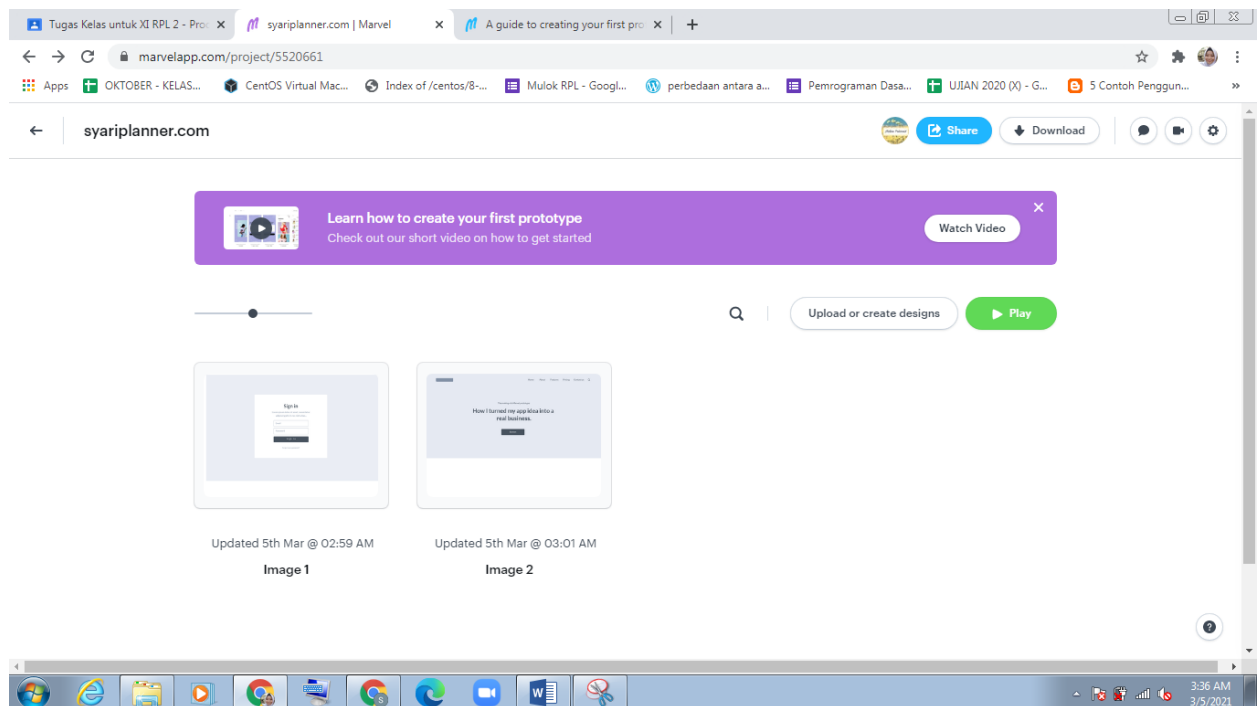 Tugas Kelas untuk XI RPL 2 - Proc
syariplanner.com | Marvel
A guide to creating your first pro
marvelapp.com/project/5520661
Apps
OKTOBER - KELAS...
CentOS Virtual Mac...
Index of /centos/8-...
Mulok RPL - Googl...
perbedaan antara a...
Pemrograman Dasa...
UJIAN 2020 (X) - G...
5 Contoh Penggun...
syariplanner.com
Share
Download
Learn how to create your first prototype
Check out our short video on how to get started
Watch Video
Upload or create designs
Play
Sign in
How I turned my app idea into a
real business.
Updated 5th Mar @ 02:59 AM
Image 1
Updated 5th Mar @ 03:01 AM
Image 2
3:36 AM
3/5/2021